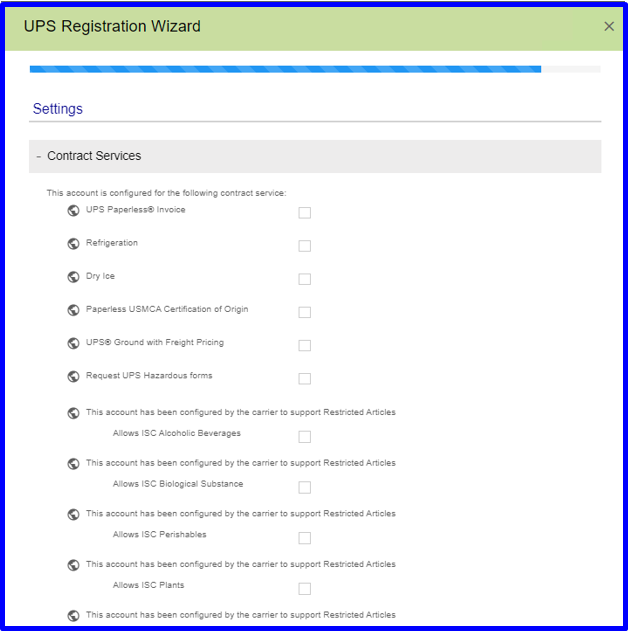 UPS Registration Wizard
Settings
- Contract Services
This account is configured for the following contract service:
UPS Paperless® Invoice
Refrigeration
Dry Ice
Paperless USMCA Certification of Origin
UPS® Ground with Freight Pricing
Request UPS Hazardous forms
This account has been configured by the carrier to support Restricted Articles
Allows ISC Alcoholic Beverages
This account has been configured by the carrier to support Restricted Articles
Allows ISC Biological Substance
This account has been configured by the carrier to support Restricted Articles
Allows ISC Perishables
This account has been configured by the carrier to support Restricted Articles
Allows ISC Plants
This account has been configured by the carrier to support Restricted Articles